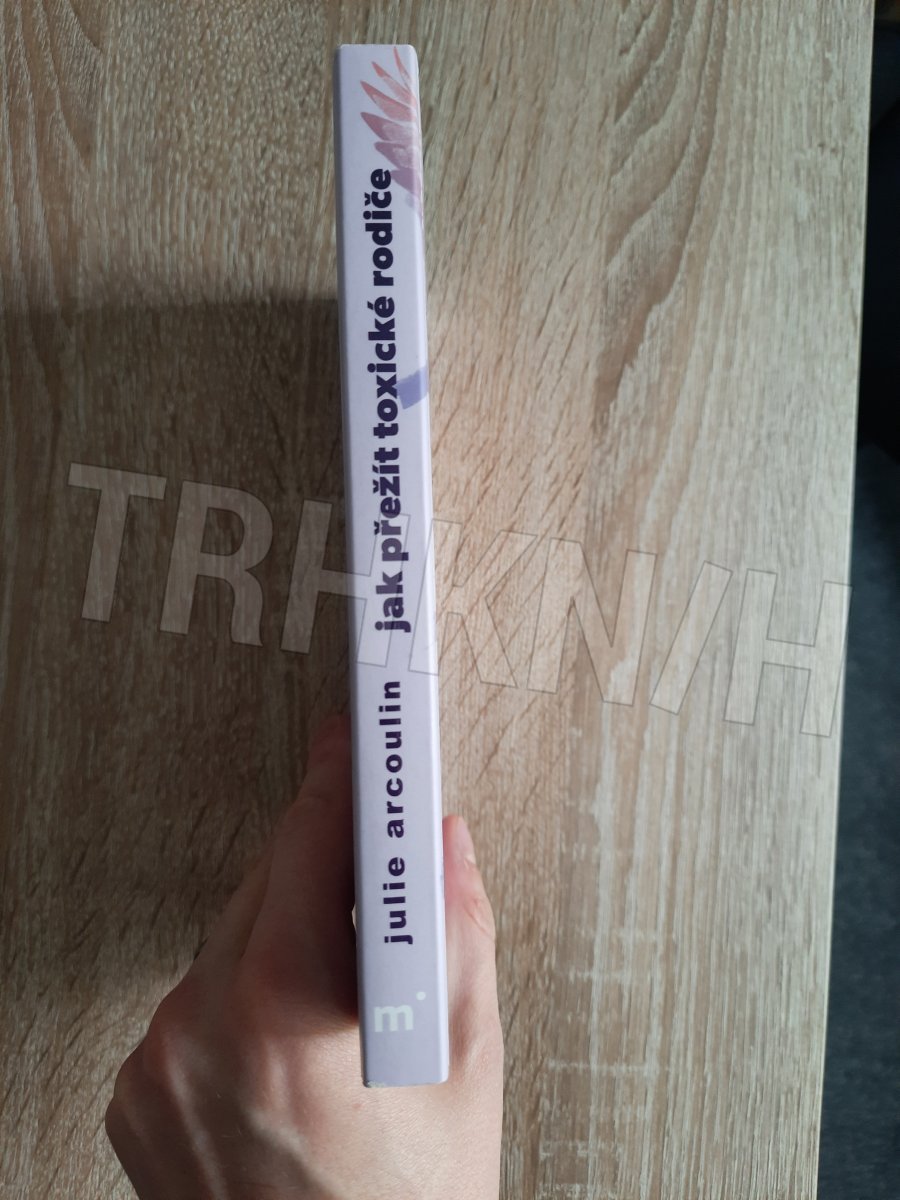 julie arcoulin jak přežít toxické rodiče
m.
TRHKNIH